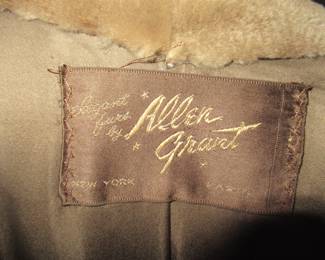 Elegant
Furs
by
Allen
Grant
NEW YORK